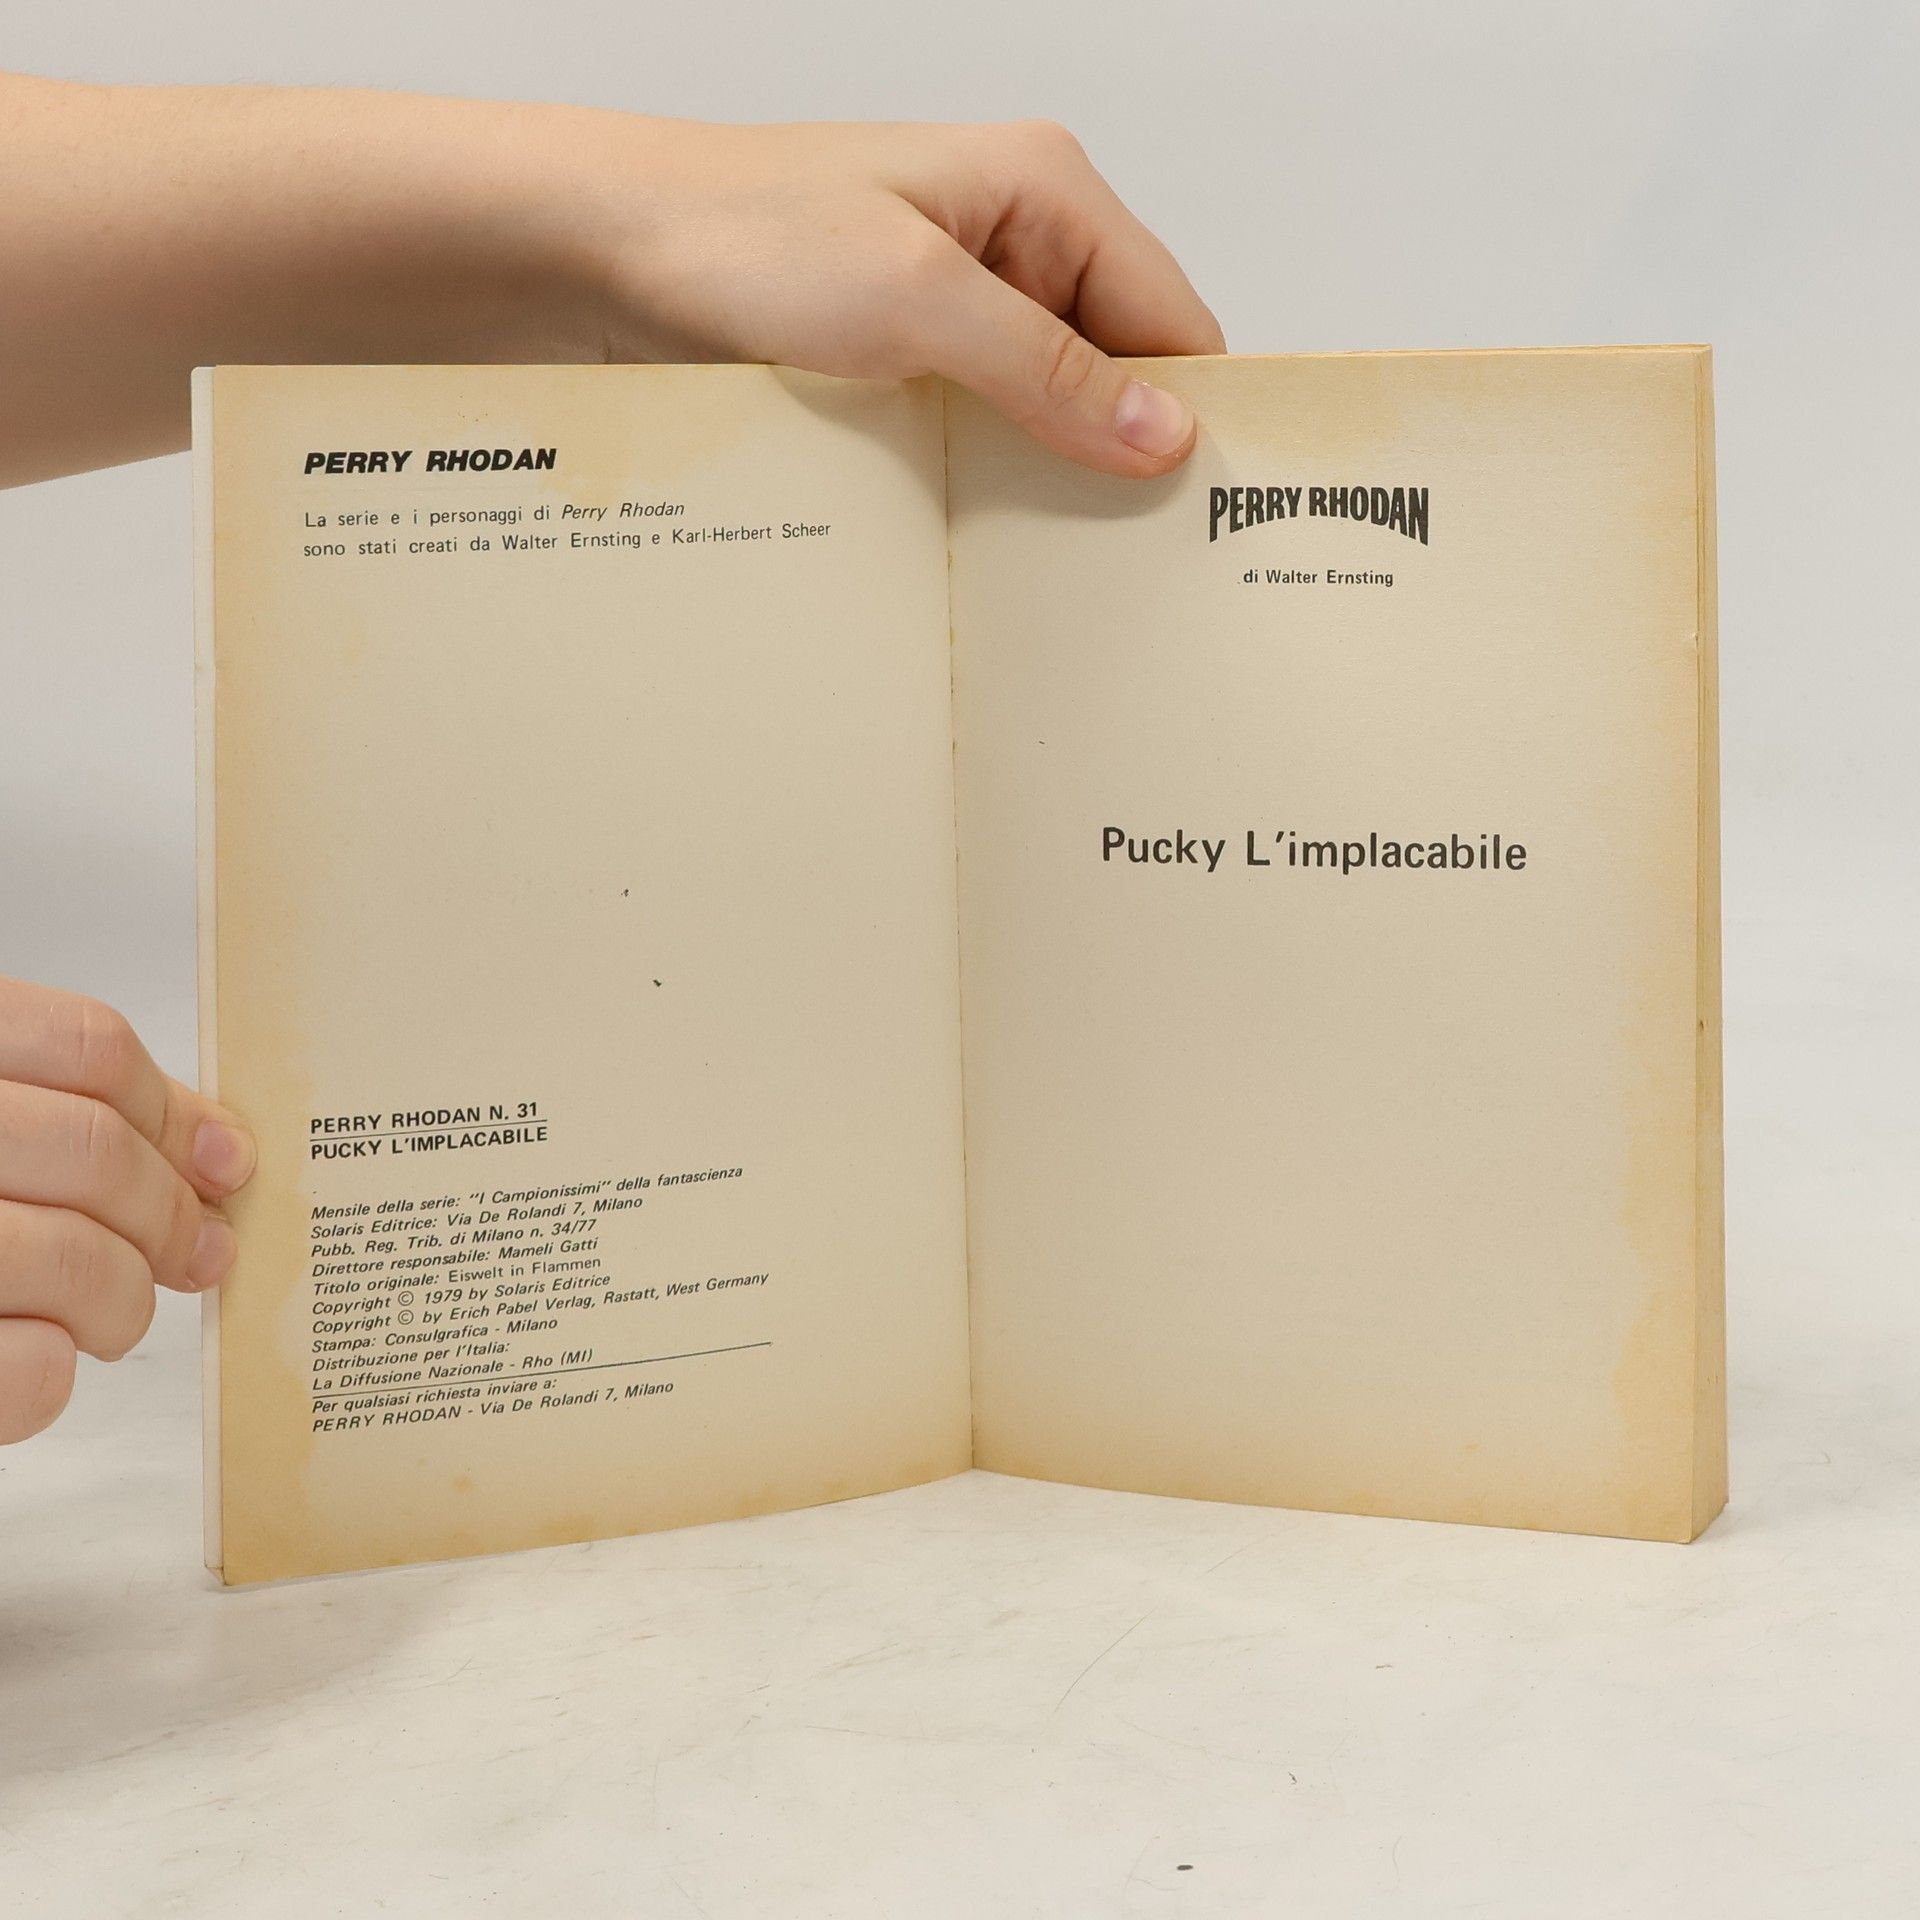 PERRY RHODAN
La serie e i personaggi di Perry Rhodan
sono stati creati da Walter Ernsting e Karl-Herbert Scheer
PERRY RHODAN N. 31
PUCKY L'IMPLACABILE
Mensile della serie: "I Campionissimi" della fantascienza
Solaris Editrice: Via De Rolandi 7, Milano
Pubb. Reg. Trib. di Milano n. 34/77
Direttore responsabile: Mameli Gatti
Titolo originale: Eiswelt in Flammen
Copyright © 1979 by Solaris Editrice
Copyright © by Erich Pabel Verlag, Rastatt, West Germany
Stampa: Consulgrafica - Milano
Distribuzione per l'Italia:
La Diffusione Nazionale - Rho (MI)
Per qualsiasi richiesta inviare a:
PERRY RHODAN - Via De Rolandi 7, Milano
PERRY RHODAN
di Walter Ernsting
Pucky L'implacabile